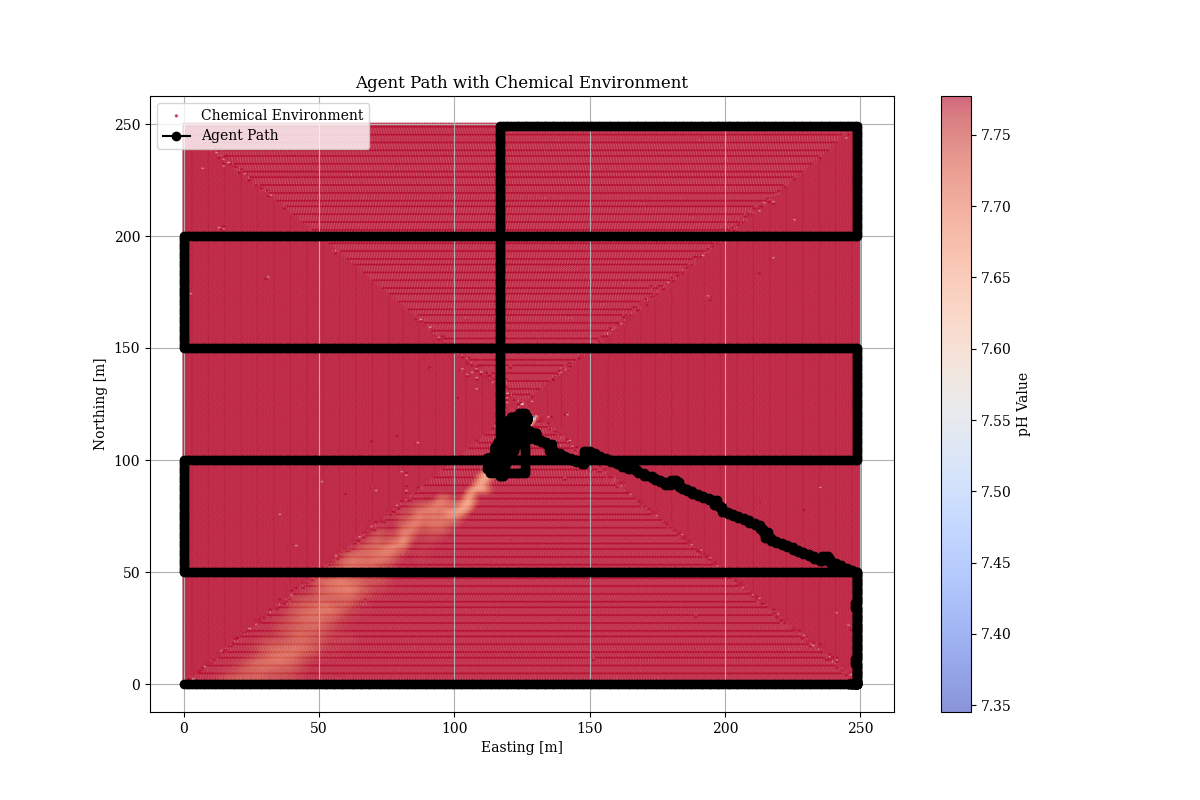 Agent Path with Chemical Environment
Chemical Environment
Agent Path
250
200
150
100
50
0
Northing [m]
0 50 100 150 200 250
Easting [m]
7.75
7.70
7.65
7.60
7.55
7.50
7.45
7.40
7.35
pH Value